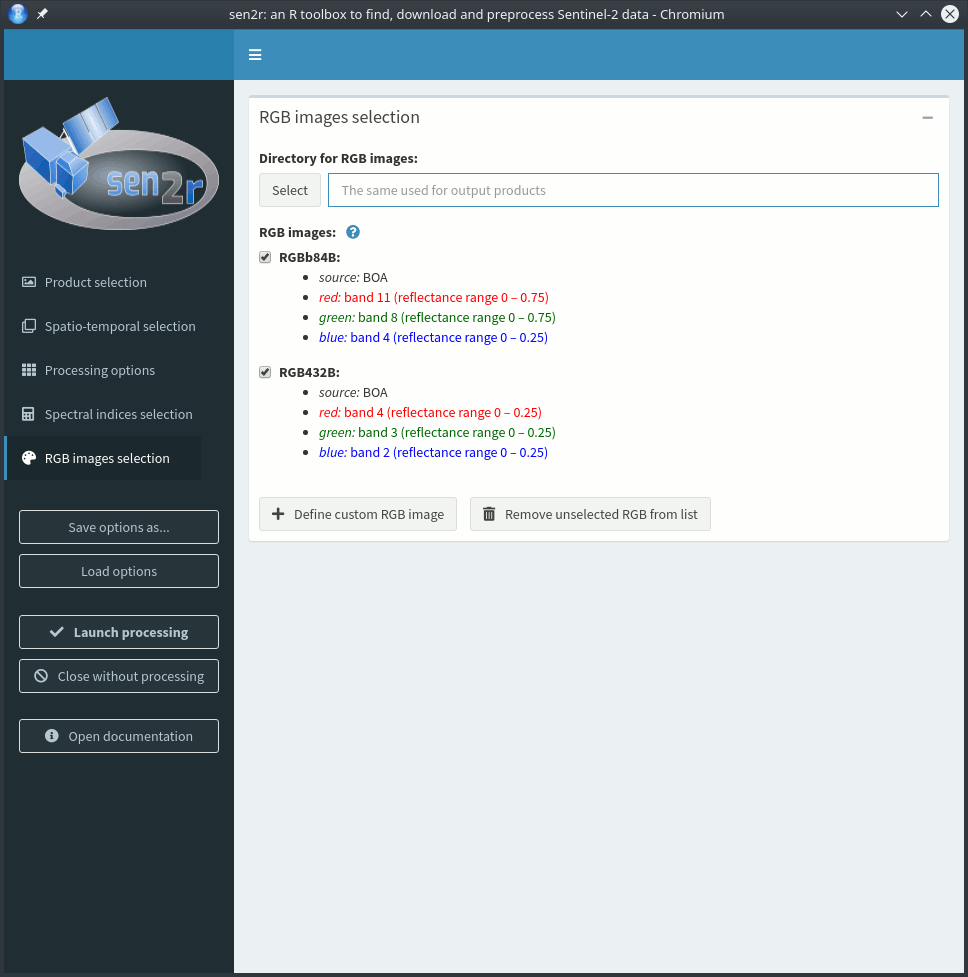 sen2r: an R toolbox to find, download and preprocess Sentinel-2 data - Chromium
sen2r
Product selection
Spatio-temporal selection
Processing options
Spectral indices selection
RGB images selection
Save options as...
Load options
Launch processing
Close without processing
Open documentation
RGB images selection
Directory for RGB images:
Select The same used for output products
RGB images: ?
RGBb84B:
• source: BOA
• red: band 11 (reflectance range 0 – 0.75)
• green: band 8 (reflectance range 0 – 0.75)
• blue: band 4 (reflectance range 0 – 0.25)
RGB432B:
• source: BOA
• red: band 4 (reflectance range 0 – 0.25)
• green: band 3 (reflectance range 0 – 0.25)
• blue: band 2 (reflectance range 0 – 0.25)
Define custom RGB image Remove unselected RGB from list